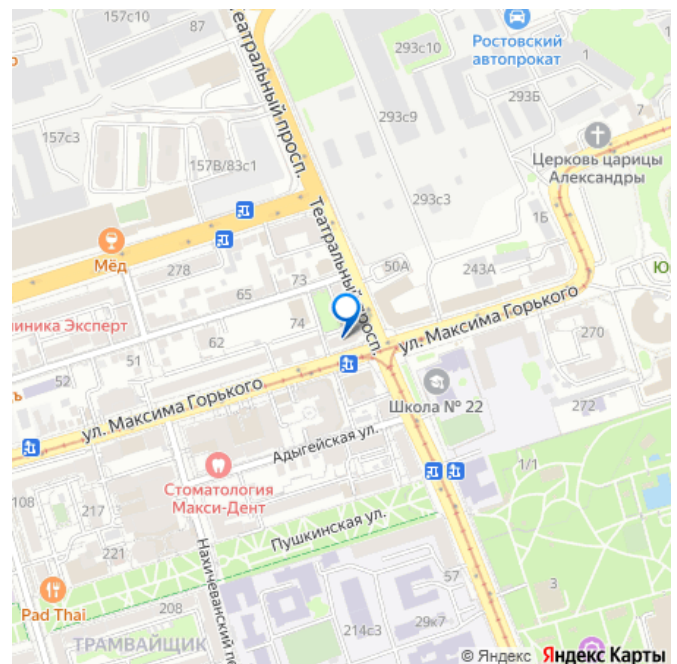 157с10
87
Театральный просп.
293с10
Ростовский
автопрокат
1
293Б
293с9
7
157с3
157В/83с1
Церковь царицы
Александры
293с3
Театральный просп.
1Б
Мёд
278
50А
243А
73
65
иника Эксперт
74
62
51
52
ул. Максима Горького
270
ул. Максима Горького
Школа № 22
272
Адыгейская ул.
Стоматология
Макси-Дент
1/1
108
217
221
Пушкинская ул.
Нахичеванский пе
Pad Thai
208
57
3
214с3
29к7
ТРАМВАЙЩИК
© Яндекс Яндекс Карты